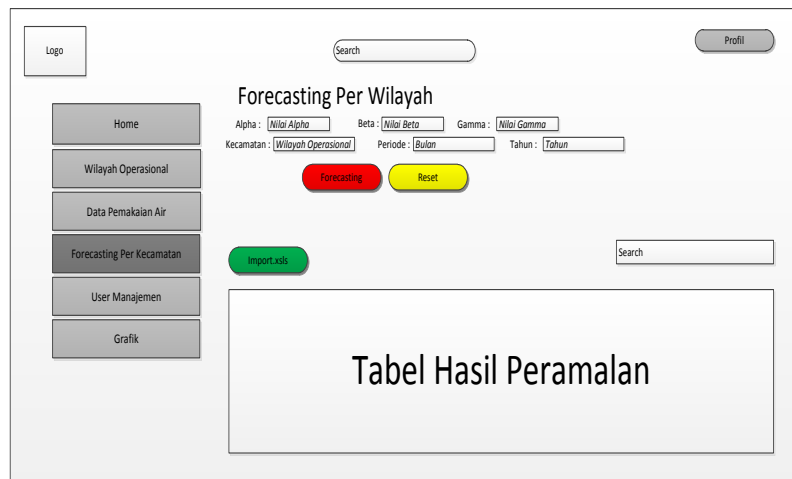 Logo
Search
Profil
Home
Wilayah Operasional
Data Pemakaian Air
Forecasting Per Kecamatan
User Manajemen
Grafik
Forecasting Per Wilayah
Alpha : Nilai Alpha Beta : Nilai Beta Gamma : Nilai Gamma
Kecamatan : Wilayah Operasional Periode : Bulan Tahun : Tahun
Forecasting Reset
Import.xsls
Search
Tabel Hasil Peramalan